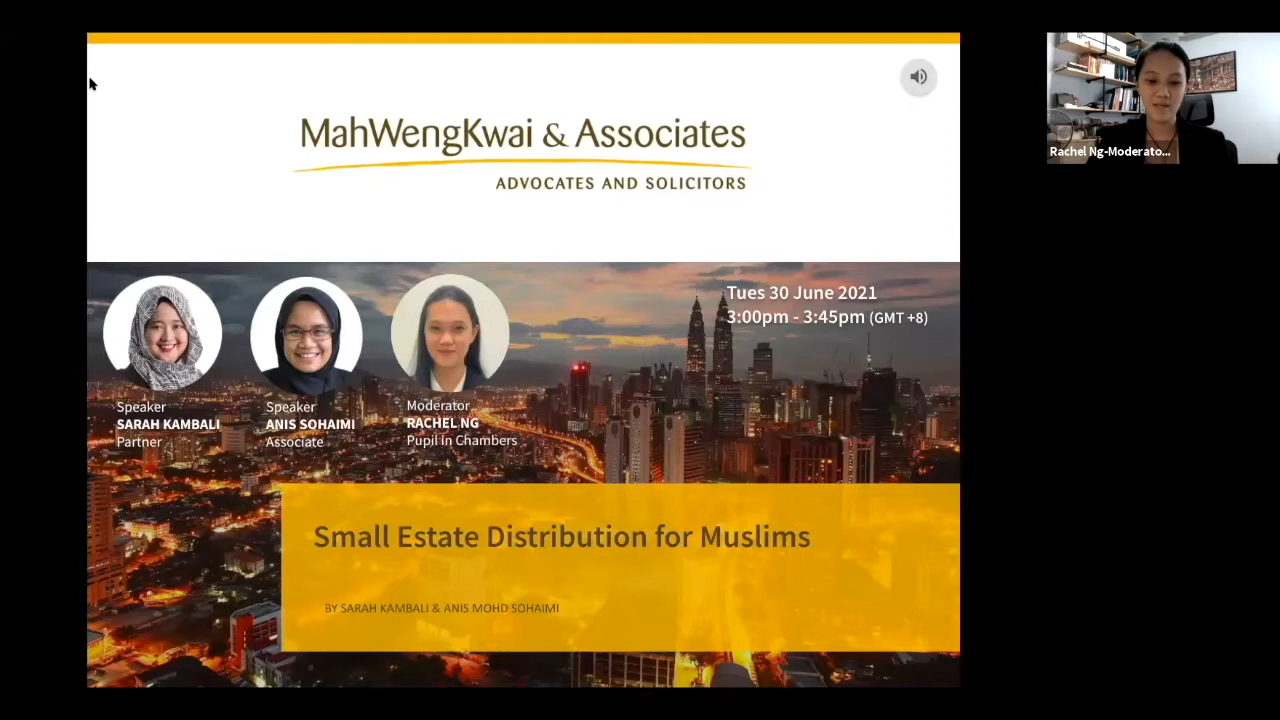 MahWengKwai & Associates
ADVOCATES AND SOLICITORS
Rachel Ng-Moderato...
Tues 30 June 2021
3:00pm - 3:45pm (GMT +8)
Speaker
SARAH KAMBALI
Partner
Speaker
ANIS SOHAIMI
Associate
Moderator
RACHEL NG
Pupil in Chambers
Small Estate Distribution for Muslims
BY SARAH KAMBALI & ANIS MOHD SOHAIMI